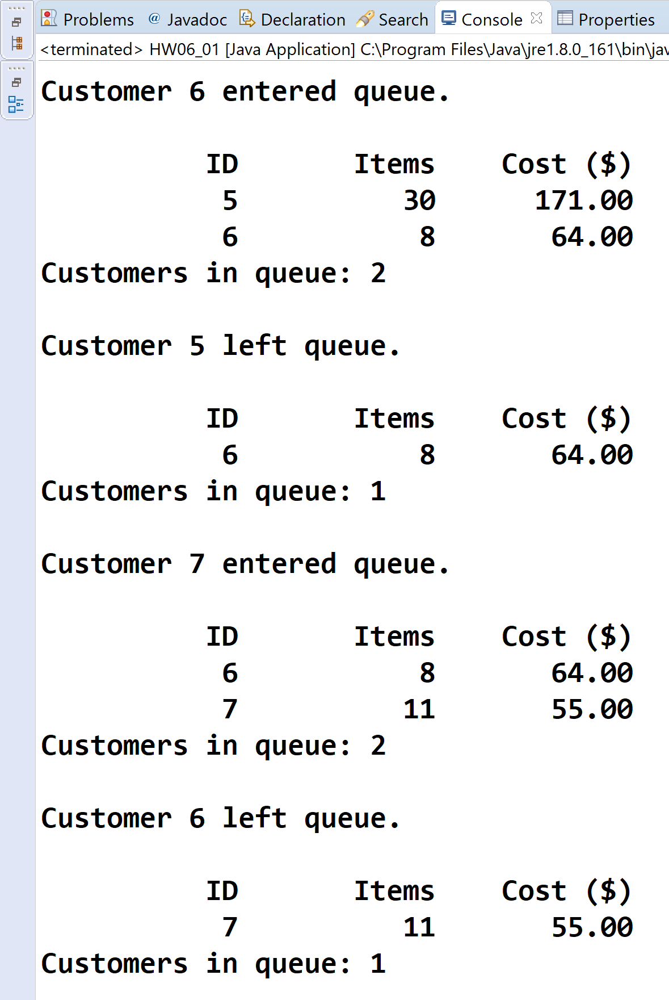 Problems @ Javadoc Declaration Search Console Properties
<terminated> HW06_01 [Java Application] C:\Program Files\Java\jre1.8.0_161\bin\jav
Customer 6 entered queue.
ID Items Cost ($)
5 30 171.00
6 8 64.00
Customers in queue: 2
Customer 5 left queue.
ID Items Cost ($)
6 8 64.00
Customers in queue: 1
Customer 7 entered queue.
ID Items Cost ($)
6 8 64.00
7 11 55.00
Customers in queue: 2
Customer 6 left queue.
ID Items Cost ($)
7 11 55.00
Customers in queue: 1